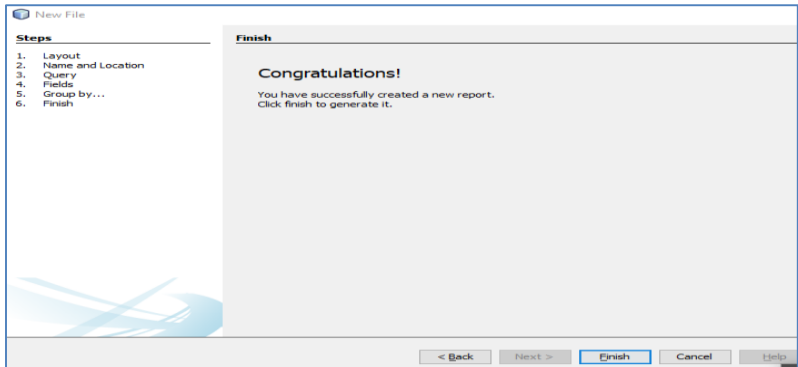 New File
Steps
1. Layout
2. Name and Location
3. Query
4. Fields
5. Group by...
6. Finish
Finish
Congratulations!
You have successfully created a new report.
Click finish to generate it.
< Back Next > Finish Cancel Help